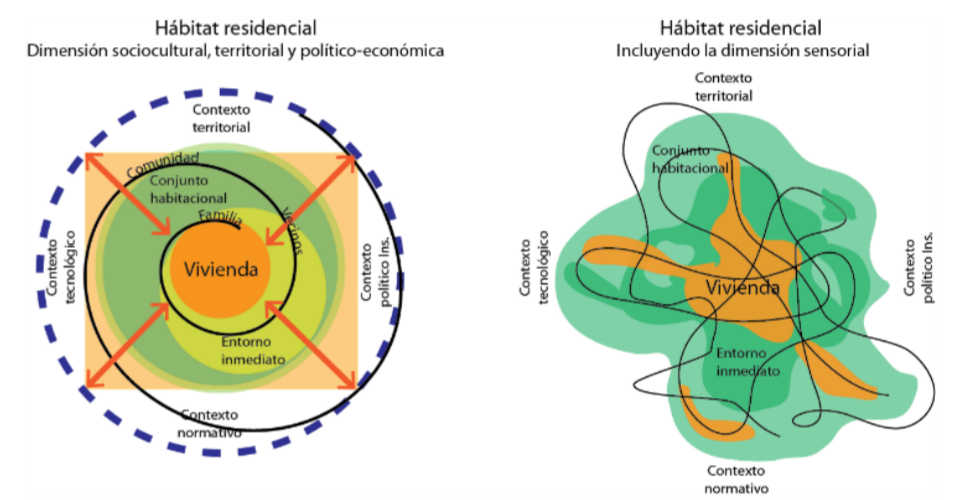 Hábitat residencial
Dimensión sociocultural, territorial y político-económica
Contexto
territorial
Comunidad
Conjunto
habitacional
Familia
Vecinos
Vivienda
Contexto
tecnológico
Contexto
político Ins.
Entorno
inmediato
Contexto
normativo
Hábitat residencial
Incluyendo la dimensión sensorial
Contexto
territorial
Conjunto
habitacional
Contexto
tecnológico
Vivienda
Contexto
político Ins.
Entorno
inmediato
Contexto
normativo